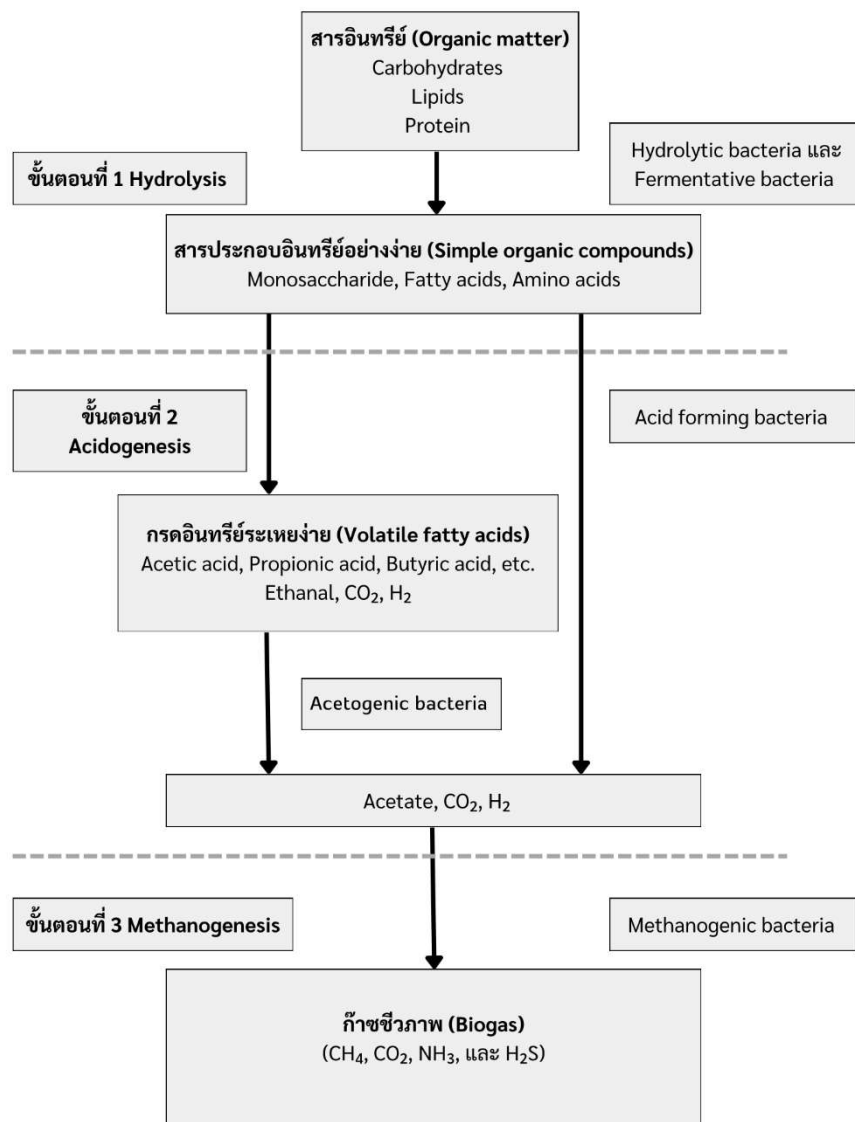 สารอินทรีย์ (Organic matter)
Carbohydrates
Lipids
Protein
ขั้นตอนที่ 1 Hydrolysis
Hydrolytic bacteria และ
Fermentative bacteria
สารประกอบอินทรีย์อย่างง่าย (Simple organic compounds)
Monosaccharide, Fatty acids, Amino acids
ขั้นตอนที่ 2
Acidogenesis
Acid forming bacteria
กรดอินทรีย์ระเหยง่าย (Volatile fatty acids)
Acetic acid, Propionic acid, Butyric acid, etc.
Ethanal, CO₂, H₂
Acetogenic bacteria
Acetate, CO₂, H₂
ขั้นตอนที่ 3 Methanogenesis
Methanogenic bacteria
ก๊าซชีวภาพ (Biogas)
(CH₄, CO₂, NH₃, และ H₂S)